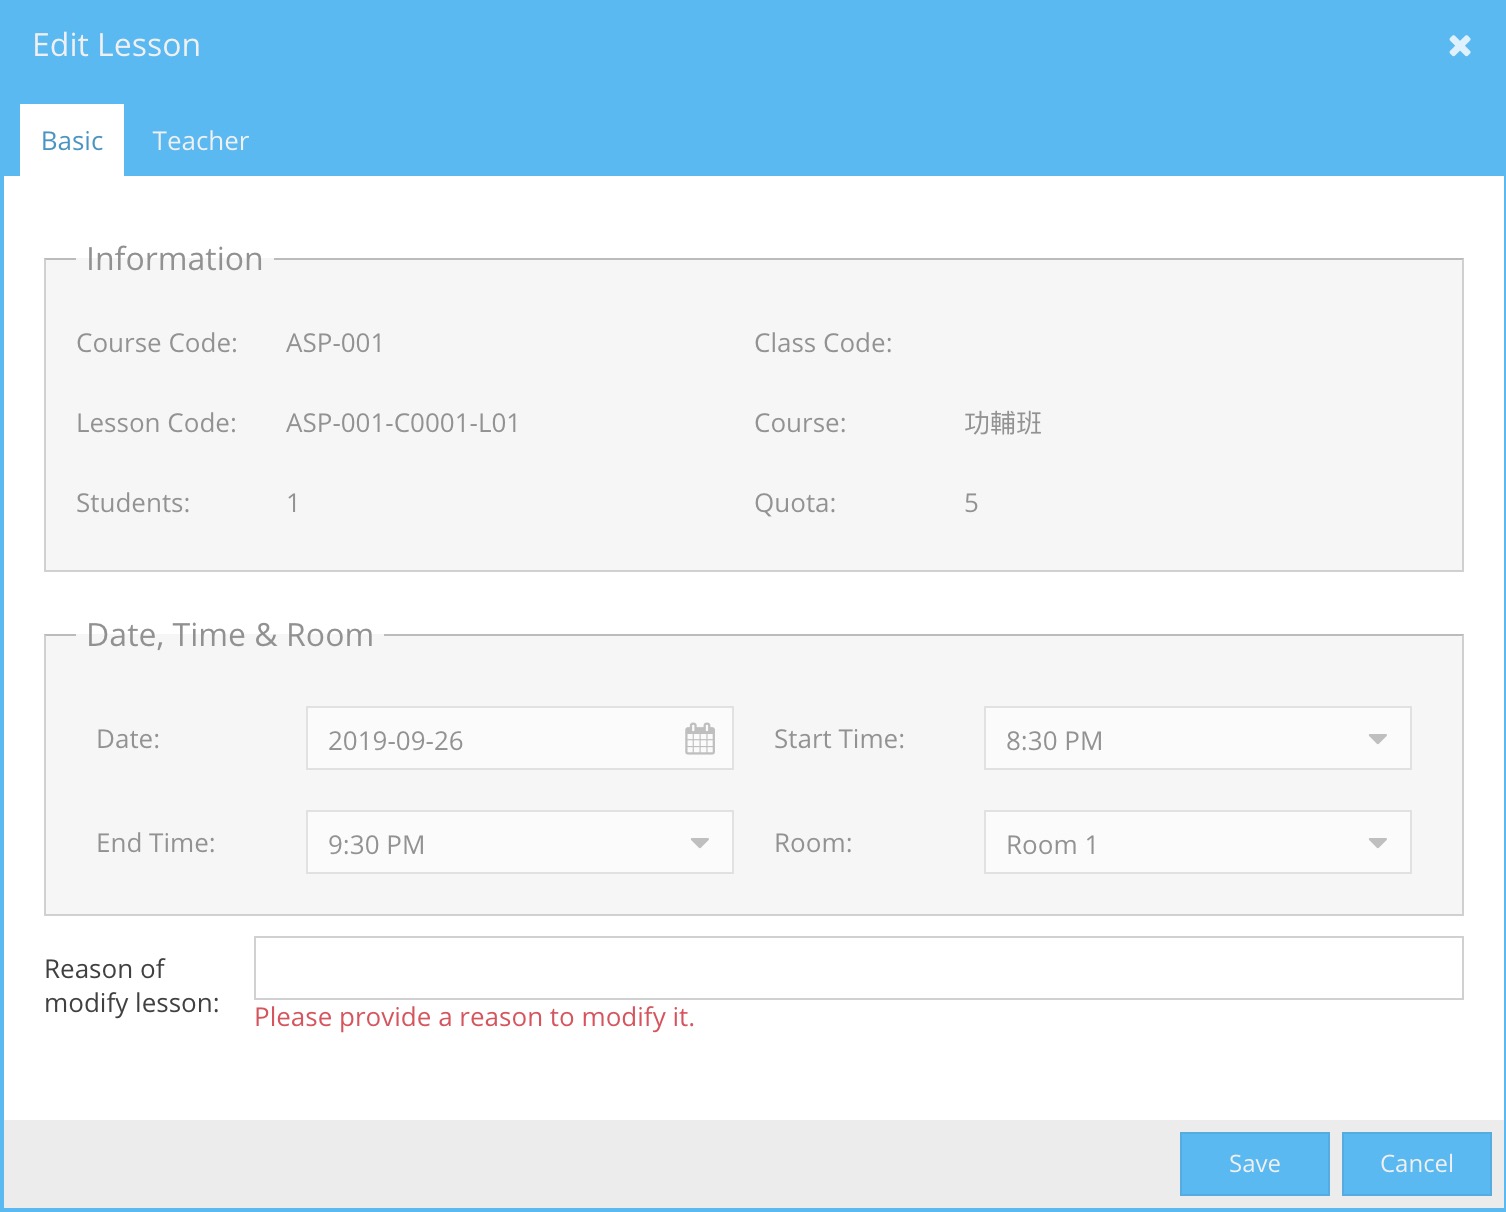 Edit Lesson
Basic Teacher
Information
Course Code: ASP-001 Class Code:
Lesson Code: ASP-001-C0001-L01 Course: 功輔班
Students: 1 Quota: 5
Date, Time & Room
Date: 2019-09-26 Start Time: 8:30 PM
End Time: 9:30 PM Room: Room 1
Reason of
modify lesson:
Please provide a reason to modify it.
Save Cancel